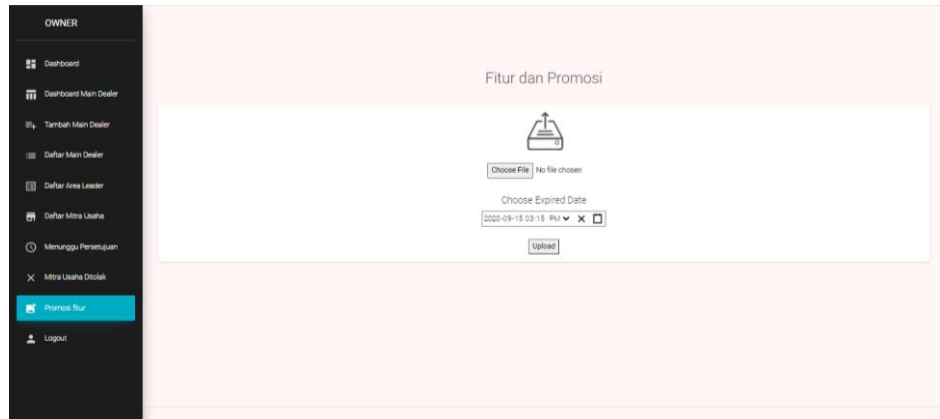 OWNER
Dashboard
Dashboard Main Dealer
Tambah Main Dealer
Daftar Main Dealer
Daftar Area Leader
Daftar Mitra Usaha
Menunggu Persetujuan
Mitra Usaha Ditolak
Promosi fitur
Logout
Fitur dan Promosi
Choose File No file chosen
Choose Expired Date
2020-09-15 03:15 PM
Upload